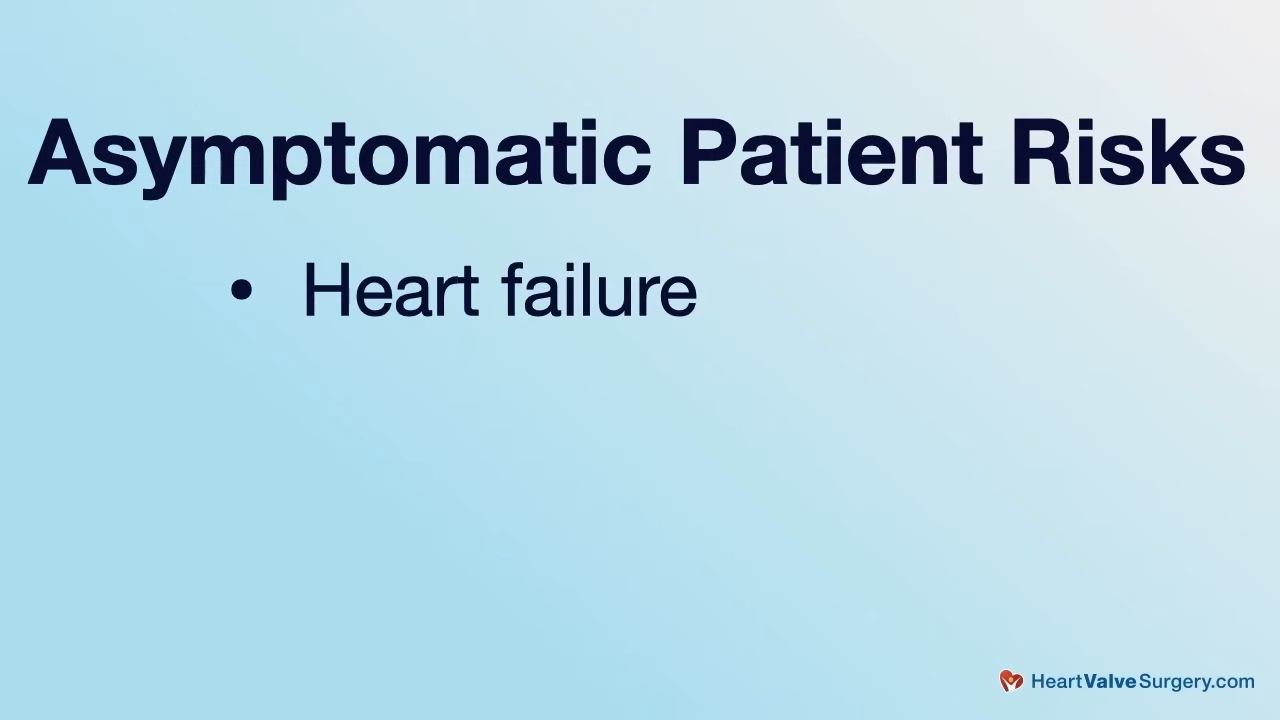 Asymptomatic Patient Risks
• Heart failure
HeartValveSurgery.com